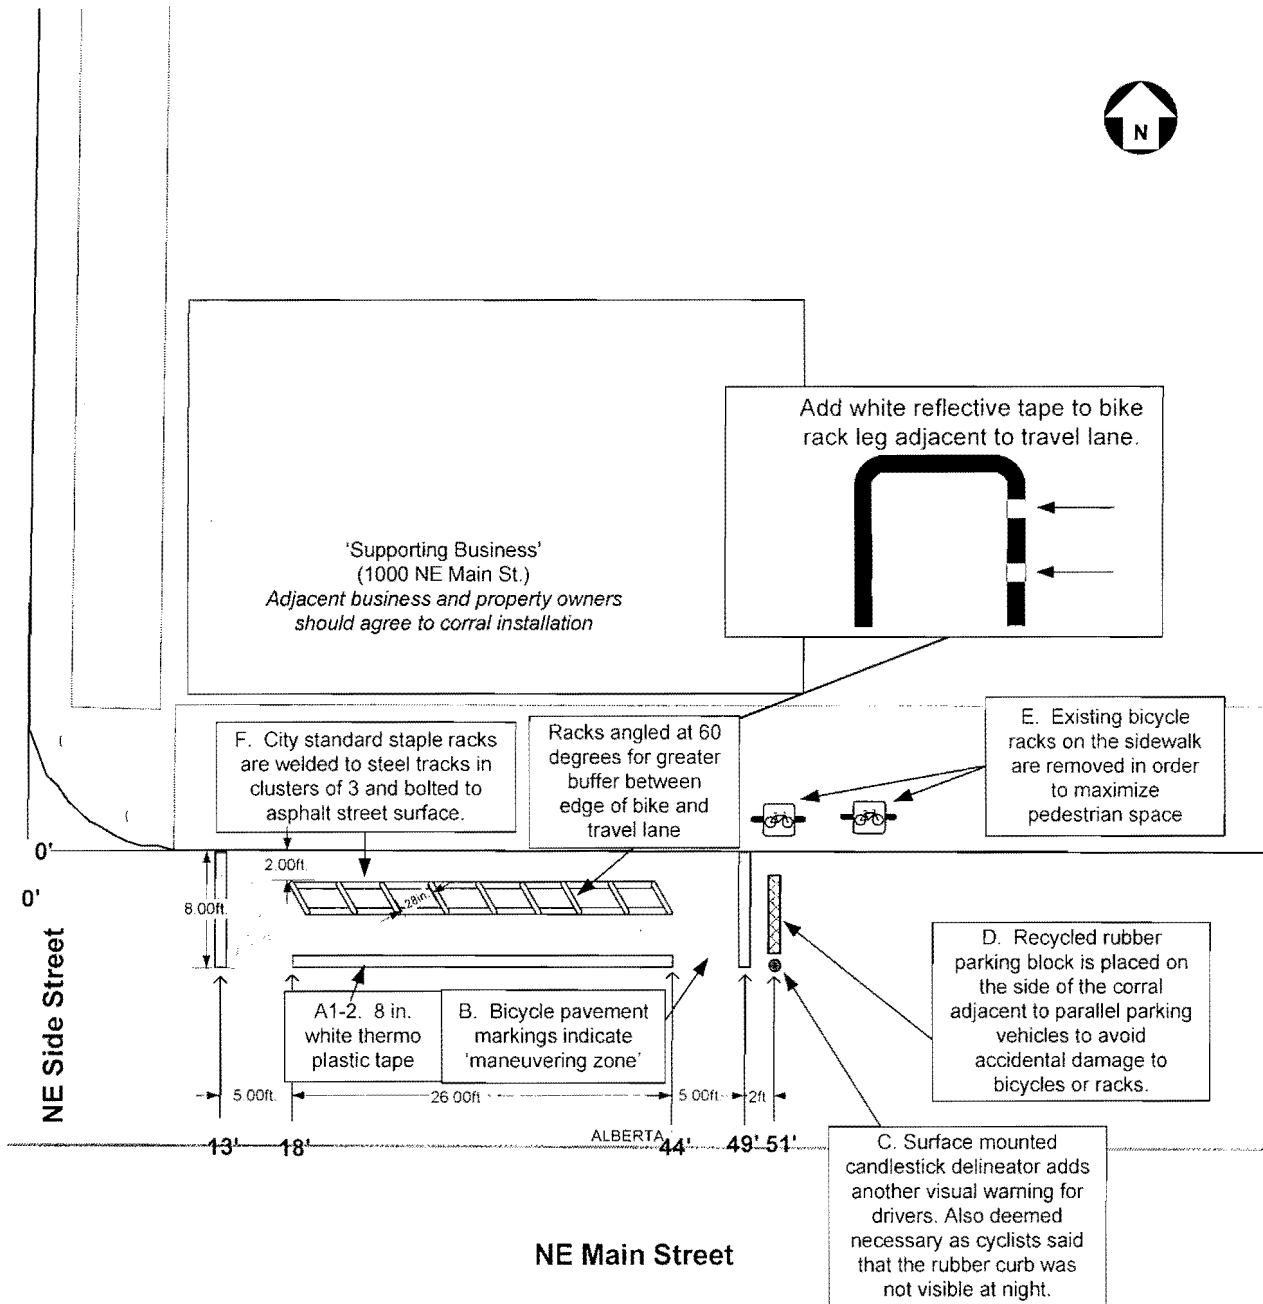 N
Add white reflective tape to bike
rack leg adjacent to travel lane.
'Supporting Business'
(1000 NE Main St.)
Adjacent business and property owners
should agree to corral installation
F. City standard staple racks
are welded to steel tracks in
clusters of 3 and bolted to
asphalt street surface.
Racks angled at 60
degrees for greater
buffer between
edge of bike and
travel lane
E. Existing bicycle
racks on the sidewalk
are removed in order
to maximize
pedestrian space
0'
0'
2.00ft.
8.00ft.
28in.
NE Side Street
A1-2. 8 in.
white thermo
plastic tape
B. Bicycle pavement
markings indicate
'maneuvering zone'
D. Recycled rubber
parking block is placed on
the side of the corral
adjacent to parallel parking
vehicles to avoid
accidental damage to
bicycles or racks.
5.00ft. 26.00ft 5.00ft. 2ft
ALBERTA
13' 18' 44' 49' 51'
C. Surface mounted
candlestick delineator adds
another visual warning for
drivers. Also deemed
necessary as cyclists said
that the rubber curb was
not visible at night.
NE Main Street